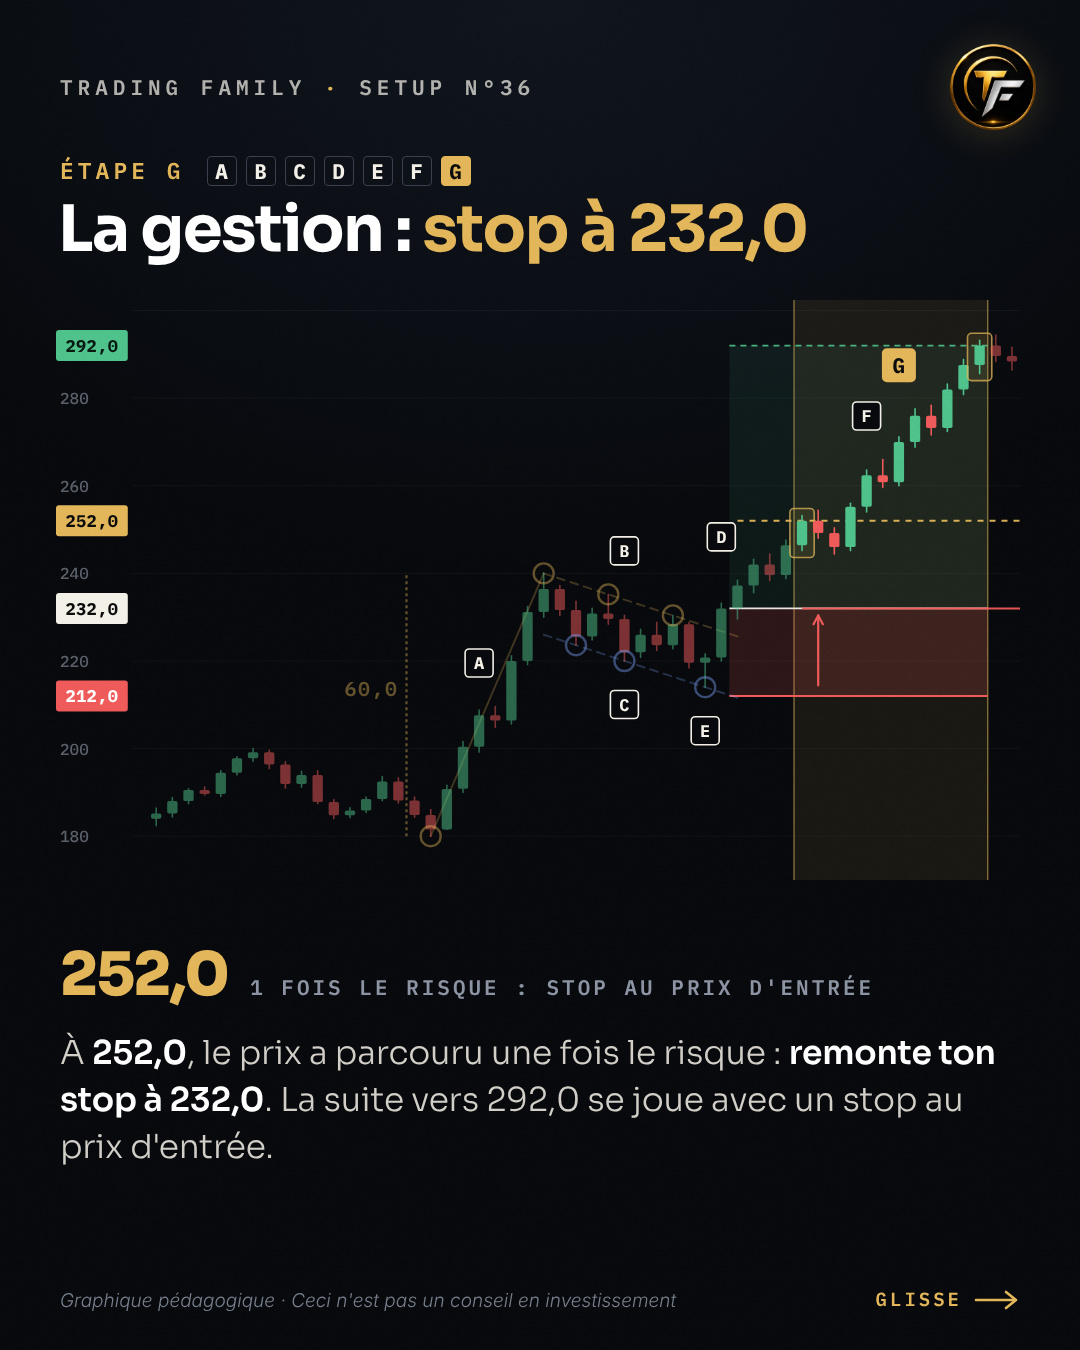 TRADING FAMILY · SETUP N°36
TF
ÉTAPE G A B C D E F G
La gestion : stop à 232,0
292,0
280
260
252,0
240
232,0
220
212,0
200
180
60,0
A
B
C
D
E
F
G
252,0 1 FOIS LE RISQUE : STOP AU PRIX D'ENTRÉE
À 252,0, le prix a parcouru une fois le risque : remonte ton
stop à 232,0. La suite vers 292,0 se joue avec un stop au
prix d'entrée.
Graphique pédagogique · Ceci n'est pas un conseil en investissement
GLISSE →